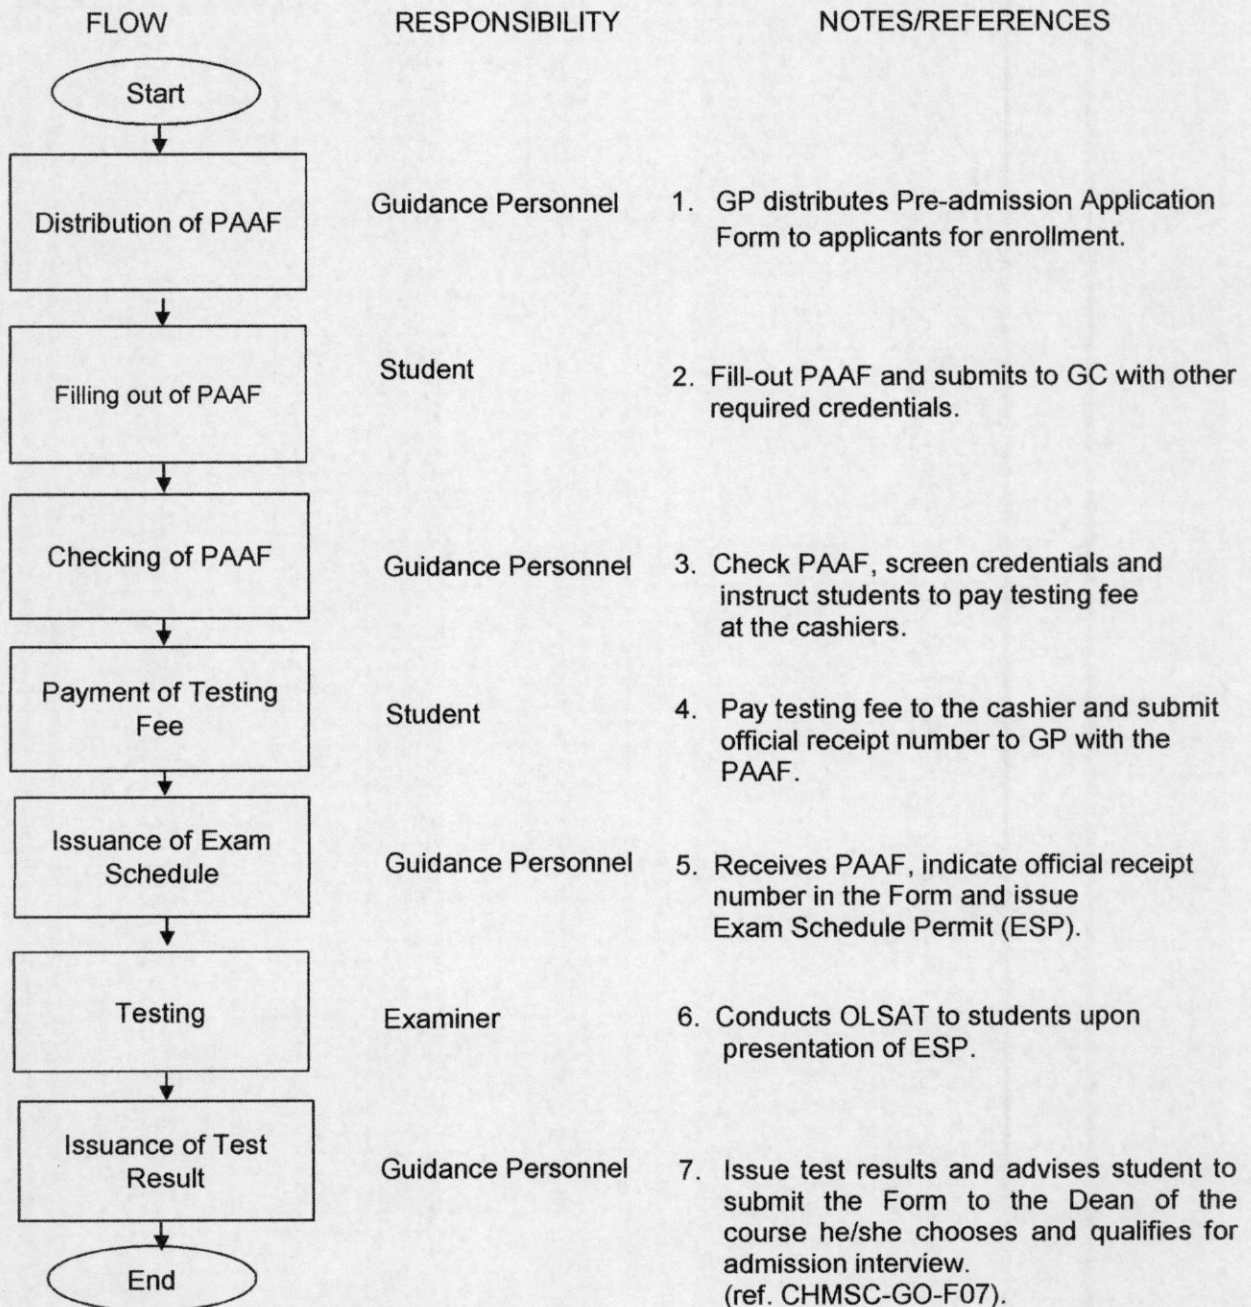 FLOW RESPONSIBILITY NOTES/REFERENCES
Start
Distribution of PAAF
Guidance Personnel
1. GP distributes Pre-admission Application
Form to applicants for enrollment.
Filling out of PAAF
Student
2. Fill-out PAAF and submits to GC with other
required credentials.
Checking of PAAF
Guidance Personnel
3. Check PAAF, screen credentials and
instruct students to pay testing fee
at the cashiers.
Payment of Testing
Fee
Student
4. Pay testing fee to the cashier and submit
official receipt number to GP with the
PAAF.
Issuance of Exam
Schedule
Guidance Personnel
5. Receives PAAF, indicate official receipt
number in the Form and issue
Exam Schedule Permit (ESP).
Testing
Examiner
6. Conducts OLSAT to students upon
presentation of ESP.
Issuance of Test
Result
Guidance Personnel
7. Issue test results and advises student to
submit the Form to the Dean of the
course he/she chooses and qualifies for
admission interview.
(ref. CHMSC-GO-F07).
End